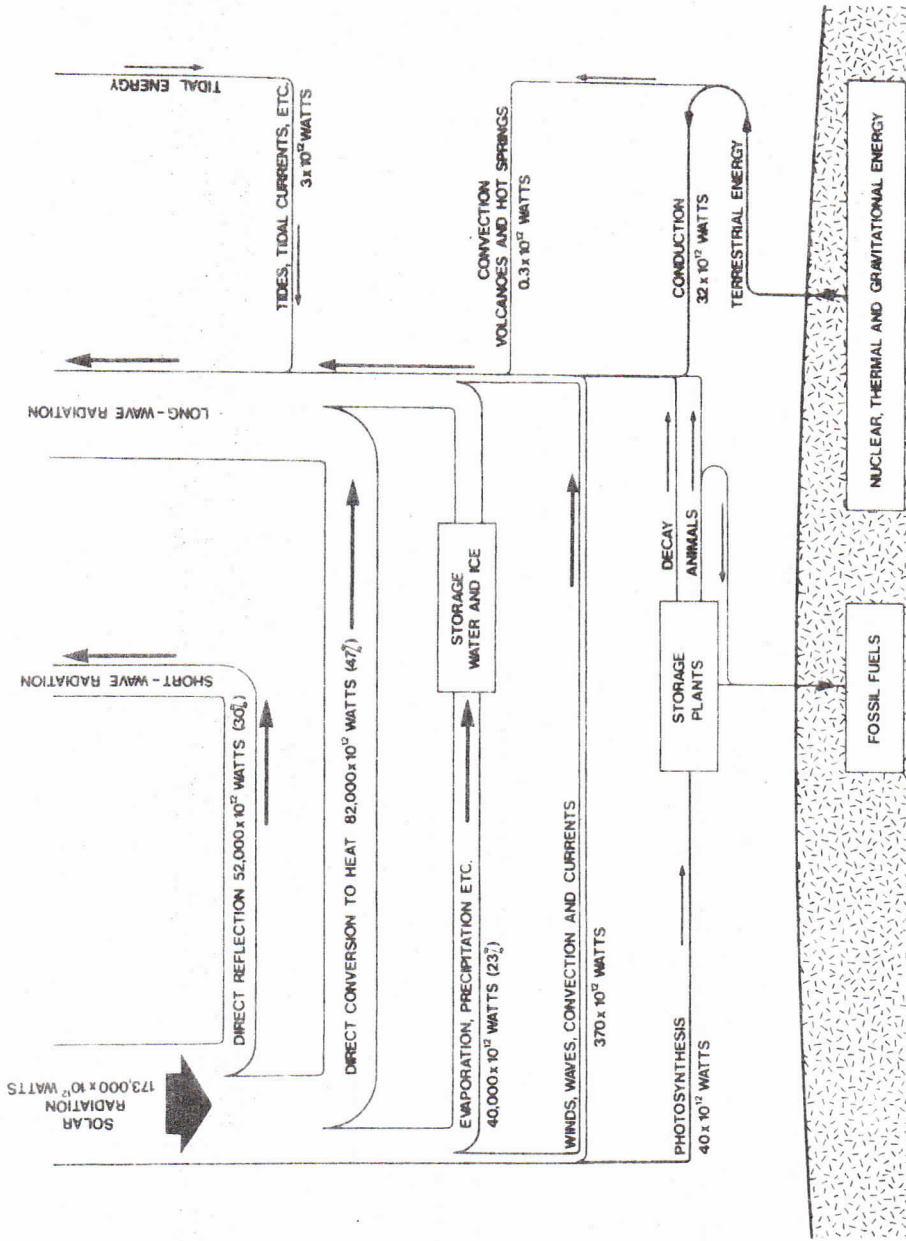 SOLAR
RADIATION
173,000 x 10¹² WATTS
SHORT-WAVE RADIATION
LONG-WAVE RADIATION
TIDAL ENERGY
DIRECT REFLECTION 52,000 x 10¹² WATTS (30%)
TIDES, TIDAL CURRENTS, ETC.
3 x 10¹² WATTS
DIRECT CONVERSION TO HEAT 82,000 x 10¹² WATTS (47%)
EVAPORATION, PRECIPITATION ETC.
40,000 x 10¹² WATTS (23%)
STORAGE
WATER AND ICE
CONVECTION
VOLCANOES AND HOT SPRINGS
0.3 x 10¹² WATTS
WINDS, WAVES, CONVECTION AND CURRENTS
370 x 10¹² WATTS
PHOTOSYNTHESIS
40 x 10¹² WATTS
STORAGE
PLANTS
DECAY
ANIMALS
CONDUCTION
32 x 10¹² WATTS
TERRESTRIAL ENERGY
FOSSIL FUELS
NUCLEAR, THERMAL AND GRAVITATIONAL ENERGY